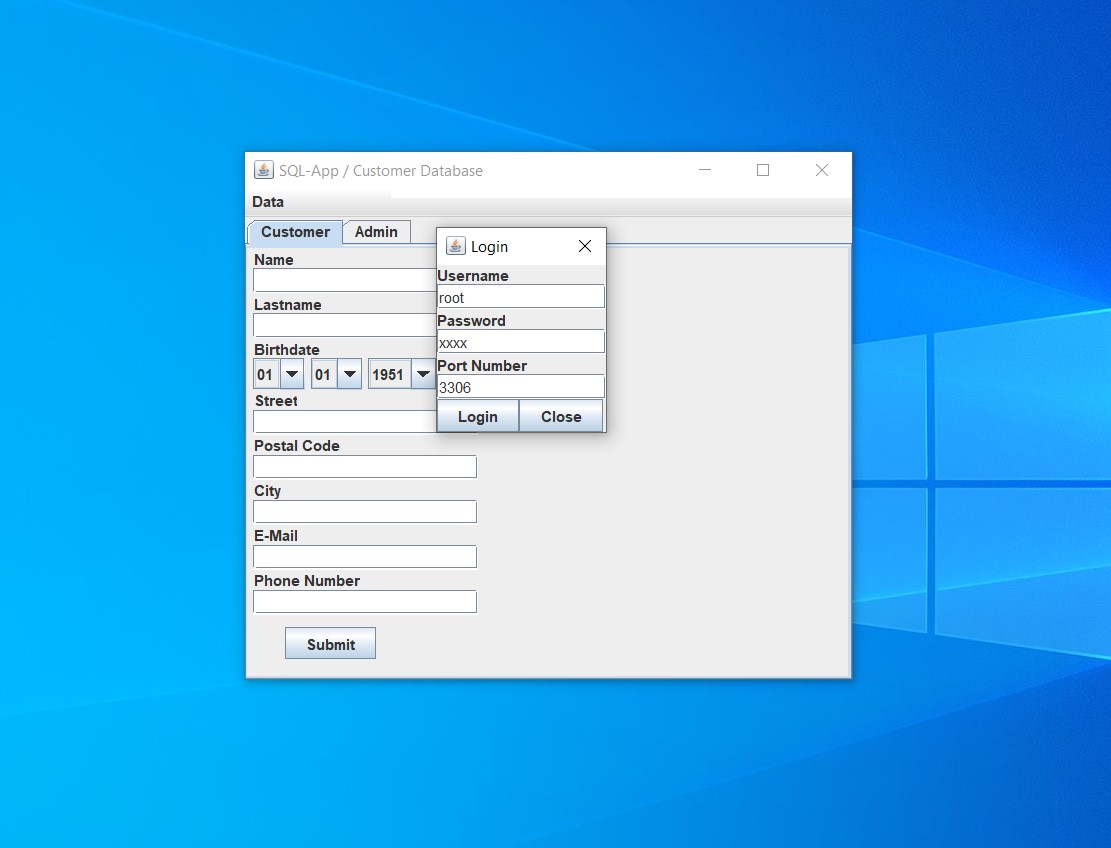 SQL-App / Customer Database
Data
Customer Admin
Name
Lastname
Birthdate
01 01 1951
Street
Postal Code
City
E-Mail
Phone Number
Submit
Login
Username
root
Password
xxxx
Port Number
3306
Login Close